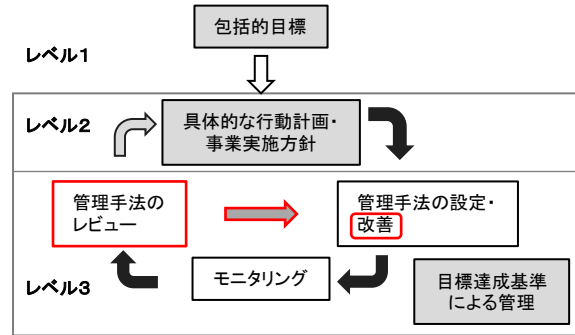 包括的目標
レベル1
レベル2
具体的な行動計画・
事業実施方針
管理手法の
レビュー
管理手法の設定・
改善
モニタリング
レベル3
目標達成基準
による管理